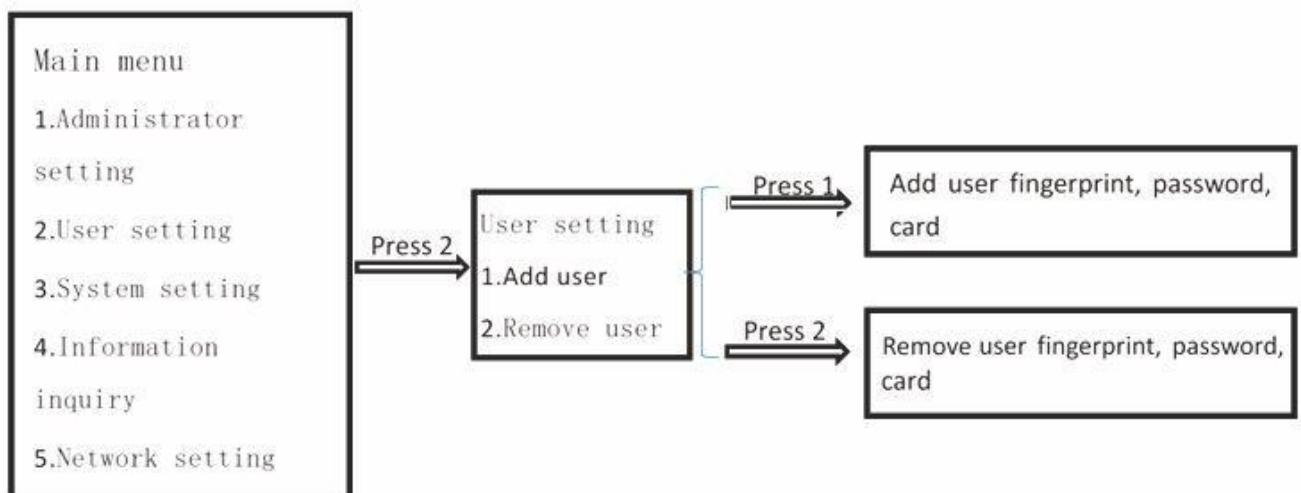 Main menu
1.Administrator
setting
2.User setting
3.System setting
4.Information
inquiry
5.Network setting
Press 2
User setting
1.Add user
2.Remove user
Press 1
Add user fingerprint, password,
card
Press 2
Remove user fingerprint, password,
card